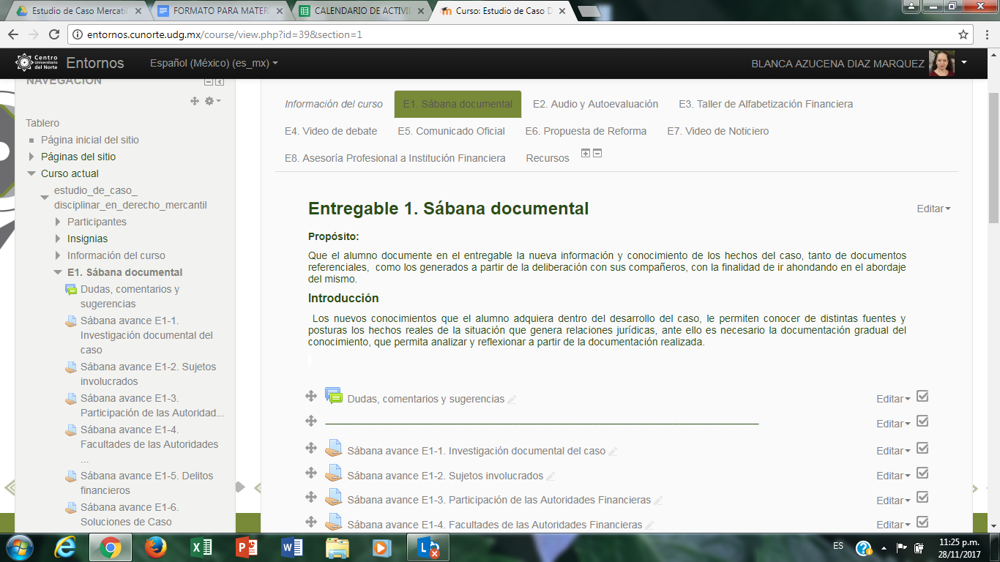 Estudio de Caso Mercanti
FORMATO PARA MATERI
CALENDARIO DE ACTIVI
Curso: Estudio de Caso D
entornos.cunorte.udg.mx/course/view.php?id=39&section=1
Centro
Universitario
del Norte
Entornos
Español (México) (es_mx)
BLANCA AZUCENA DIAZ MARQUEZ
NAVEGACIÓN
Tablero
Página inicial del sitio
Páginas del sitio
Curso actual
estudio_de_caso_
disciplinar_en_derecho_mercantil
Participantes
Insignias
Información del curso
E1. Sábana documental
Dudas, comentarios y
sugerencias
Sábana avance E1-1.
Investigación documental del
caso
Sábana avance E1-2. Sujetos
involucrados
Sábana avance E1-3.
Participación de las Autoridad...
Sábana avance E1-4.
Facultades de las Autoridades
...
Sábana avance E1-5. Delitos
financieros
Sábana avance E1-6.
Soluciones de Caso
Información del curso
E1. Sábana documental
E2. Audio y Autoevaluación
E3. Taller de Alfabetización Financiera
E4. Video de debate
E5. Comunicado Oficial
E6. Propuesta de Reforma
E7. Video de Noticiero
E8. Asesoría Profesional a Institución Financiera
Recursos
Entregable 1. Sábana documental
Editar
Propósito:
Que el alumno documente en el entregable la nueva información y conocimiento de los hechos del caso, tanto de documentos
referenciales, como los generados a partir de la deliberación con sus compañeros, con la finalidad de ir ahondando en el abordaje
del mismo.
Introducción
Los nuevos conocimientos que el alumno adquiera dentro del desarrollo del caso, le permiten conocer de distintas fuentes y
posturas los hechos reales de la situación que genera relaciones jurídicas, ante ello es necesario la documentación gradual del
conocimiento, que permita analizar y reflexionar a partir de la documentación realizada.
Dudas, comentarios y sugerencias
Editar
Editar
Sábana avance E1-1. Investigación documental del caso
Editar
Sábana avance E1-2. Sujetos involucrados
Editar
Sábana avance E1-3. Participación de las Autoridades Financieras
Editar
Sábana avance E1-4. Facultades de las Autoridades Financieras
Editar
ES
11:25 p.m.
28/11/2017